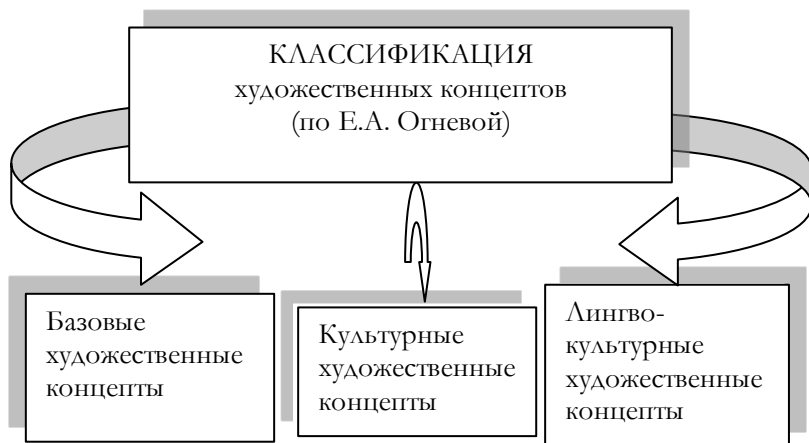 КЛАССИФИКАЦИЯ
художественных концептов
(по Е.А. Огневой)
Базовые
художественные
концепты
Культурные
художественные
концепты
Лингво-
культурные
художественные
концепты